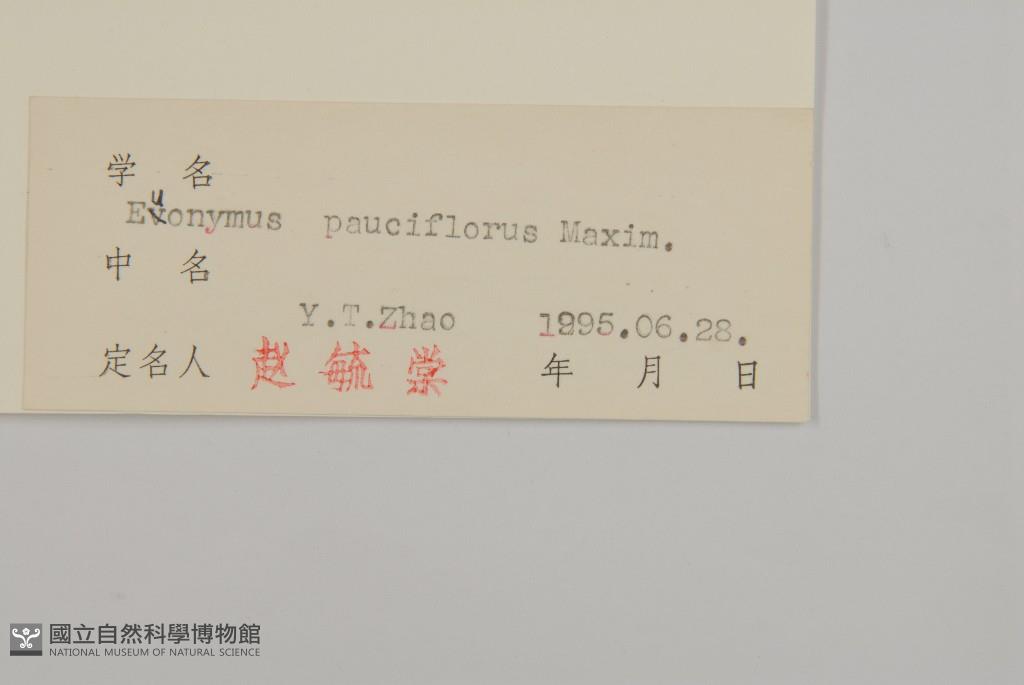 学 名
Euonymus pauciflorus Maxim.
中 名
Y.T.Zhao 1995.06.28.
定名人 赵毓棠 年 月 日
國立自然科學博物館
NATIONAL MUSEUM OF NATURAL SCIENCE